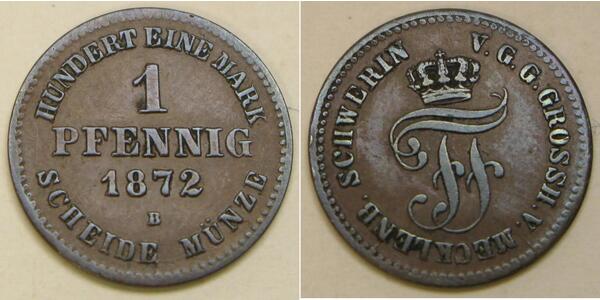 HUNDERT EINE MARK
1
PFENNIG
1872
B
SCHEIDE MÜNZE
V. G. G. GROSSH. V. MECKLENB. SCHWERIN
FF